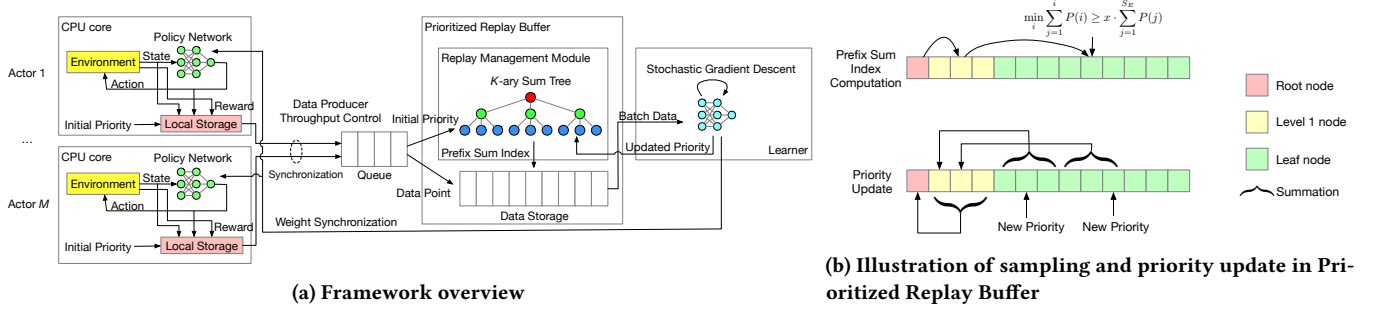 CPU core
Policy Network
Environment
State
Action
Reward
Actor 1
Initial Priority
Local Storage
...
CPU core
Policy Network
Environment
State
Action
Reward
Actor M
Initial Priority
Local Storage
Data Producer
Throughput Control
Synchronization
Queue
Initial Priority
Data Point
Weight Synchronization
Prioritized Replay Buffer
Replay Management Module
K-ary Sum Tree
Prefix Sum Index
Data Storage
Batch Data
Updated Priority
Stochastic Gradient Descent
Learner
(a) Framework overview
min_i ∑_{j=1}^{i} P(i) ≥ x · ∑_{j=1}^{S_E} P(j)
Prefix Sum
Index
Computation
Priority
Update
New Priority
New Priority
Root node
Level 1 node
Leaf node
Summation
(b) Illustration of sampling and priority update in Pri-
oritized Replay Buffer